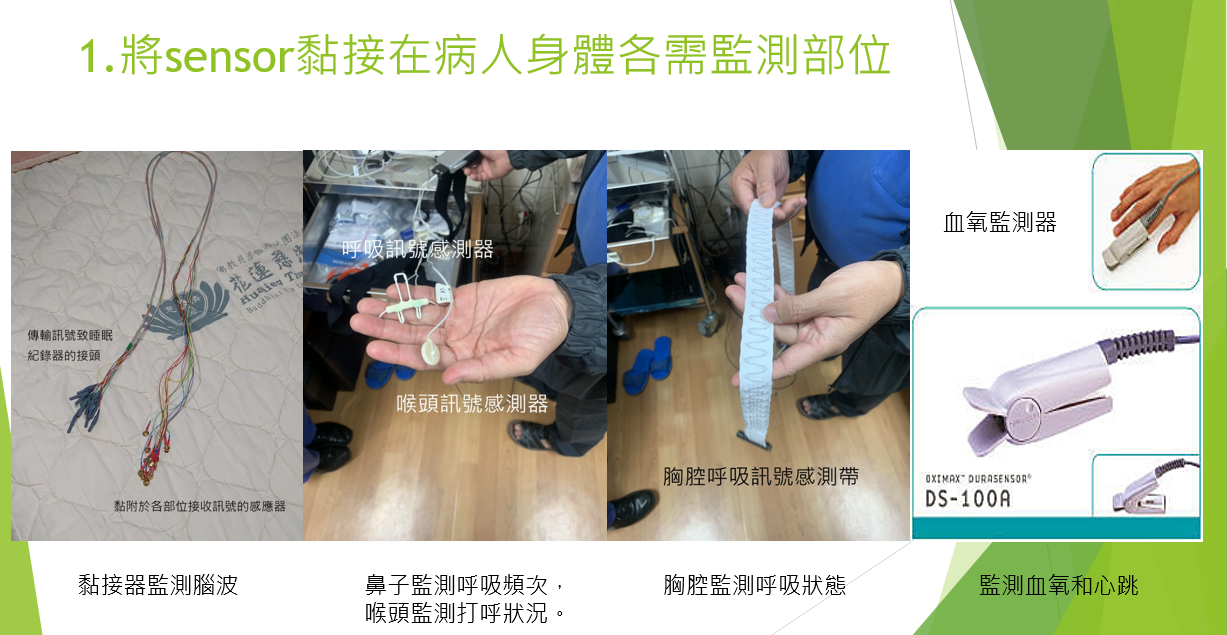 1.將sensor黏接在病人身體各需監測部位
傳輸訊號致睡眠
紀錄器的接頭
花蓮慈
黏附於各部位接收訊號的感應器
呼吸訊號感測器
喉頭訊號感測器
胸腔呼吸訊號感測帶
血氧監測器
OXIMAX™ DURASENSOR®
DS-100A
黏接器監測腦波
鼻子監測呼吸頻次，
喉頭監測打呼狀況。
胸腔監測呼吸狀態
監測血氧和心跳